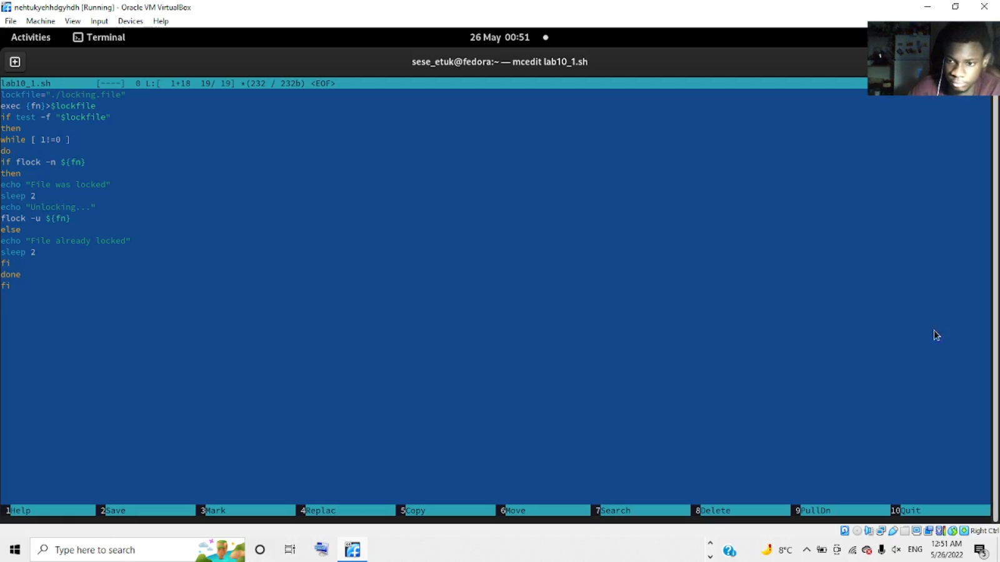 nehtukyehhdgyhdh [Running] - Oracle VM VirtualBox
File Machine View Input Devices Help
Activities Terminal 26 May 00:51
sese_etuk@fedora:~ — mcedit lab10_1.sh
lab10_1.sh [----] 0 L:[ 1+18 19/ 19] *(232 / 232b) <EOF>
lockfile="./locking.file"
exec {fn}>$lockfile
if test -f "$lockfile"
then
while [ 1!=0 ]
do
if flock -n ${fn}
then
echo "File was locked"
sleep 2
echo "Unlocking..."
flock -u ${fn}
else
echo "File already locked"
sleep 2
fi
done
fi
1Help 2Save 3Mark 4Replac 5Copy 6Move 7Search 8Delete 9PullDn 10Quit
Right Ctrl
Type here to search 8°C ENG 12:51 AM
5/26/2022 5